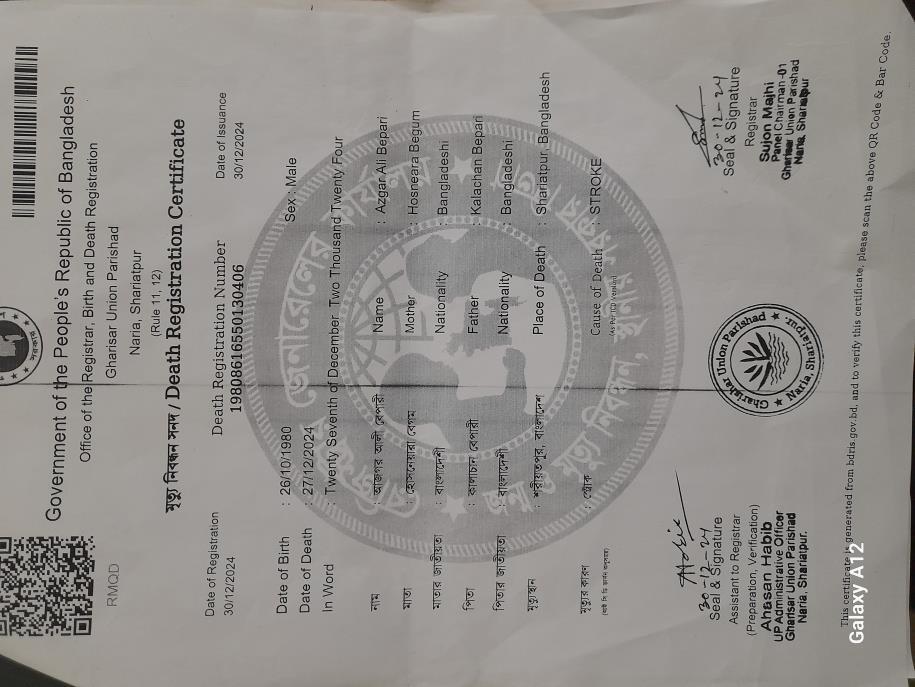 Government of the People's Republic of Bangladesh
Office of the Registrar, Birth and Death Registration
Gharisar Union Parishad
Naria, Shariatpur
(Rule 11, 12)
মৃত্যু নিবন্ধন সনদ / Death Registration Certificate
RMQD
Date of Registration
30/12/2024
Death Registration Number
19808616550130406
Date of Issuance
30/12/2024
Date of Birth : 26/10/1980 Sex : Male
Date of Death : 27/12/2024
In Word : Twenty Seventh of December Two Thousand Twenty Four
নাম : আজগর আলী বেপারী Name : Azgar Ali Bepari
মাতা : হোসনেয়ারা বেগম Mother : Hosneara Begum
মাতার জাতীয়তা : বাংলাদেশী Nationality : Bangladeshi
পিতা : কালাচান বেপারী Father : Kalachan Bepari
পিতার জাতীয়তা : বাংলাদেশী Nationality : Bangladeshi
মৃত্যুস্থান : শরীয়তপুর, বাংলাদেশ Place of Death : Shariatpur, Bangladesh
মৃত্যুর কারন : স্ট্রোক Cause of Death : STROKE
(As Per ICD Version)
Gharisar Union Parishad
Naria, Shariatpur.
30-12-24
Seal & Signature
Assistant to Registrar
(Preparation, Verification)
Ahasan Habib
UP Administrative Officer
Gharisar Union Parishad
Naria, Shariatpur.
30-12-24
Seal & Signature
Registrar
Sujon Majhi
Panel Chairman-01
Gharisar Union Parishad
Naria, Shariatpur
This certificate is generated from bdris.gov.bd, and to verify this certificate, please scan the above QR Code & Bar Code.
Galaxy A12